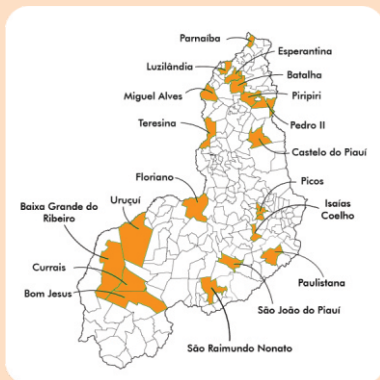 Parnaíba
Esperantina
Luzilândia
Batalha
Miguel Alves
Piripiri
Teresina
Pedro II
Castelo do Piauí
Floriano
Picos
Uruçuí
Isaías
Coelho
Baixa Grande do
Ribeiro
Currais
Paulistana
Bom Jesus
São João do Piauí
São Raimundo Nonato